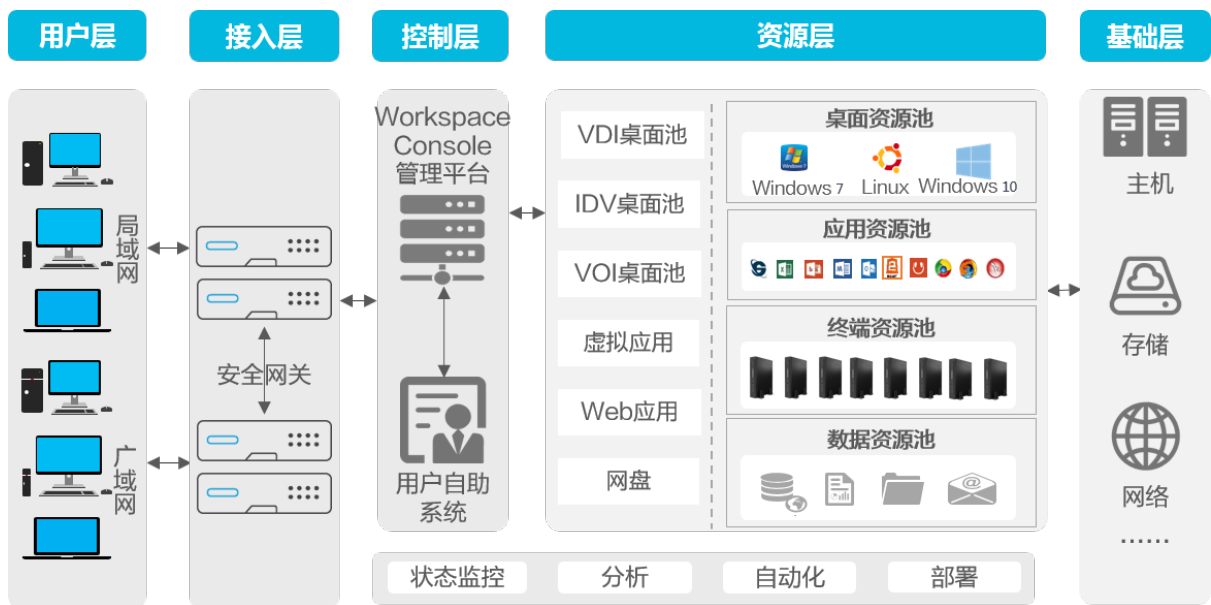 用户层
接入层
控制层
资源层
基础层
局域网
广域网
安全网关
Workspace
Console
管理平台
用户自助
系统
VDI桌面池
IDV桌面池
VOI桌面池
虚拟应用
Web应用
网盘
桌面资源池
Windows 7
Linux
Windows 10
应用资源池
终端资源池
数据资源池
主机
存储
网络
......
状态监控
分析
自动化
部署